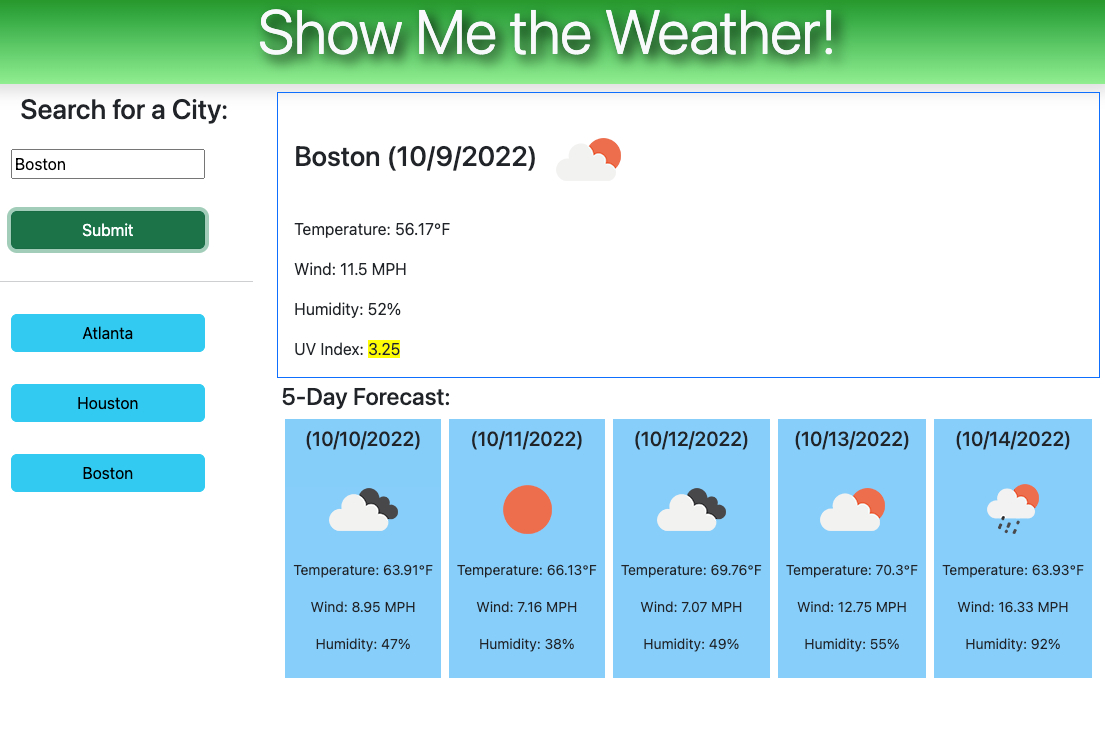 Show Me the Weather!
Search for a City:
Boston
Submit
Atlanta
Houston
Boston
Boston (10/9/2022)
Temperature: 56.17°F
Wind: 11.5 MPH
Humidity: 52%
UV Index: 3.25
5-Day Forecast:
(10/10/2022)
Temperature: 63.91°F
Wind: 8.95 MPH
Humidity: 47%
(10/11/2022)
Temperature: 66.13°F
Wind: 7.16 MPH
Humidity: 38%
(10/12/2022)
Temperature: 69.76°F
Wind: 7.07 MPH
Humidity: 49%
(10/13/2022)
Temperature: 70.3°F
Wind: 12.75 MPH
Humidity: 55%
(10/14/2022)
Temperature: 63.93°F
Wind: 16.33 MPH
Humidity: 92%